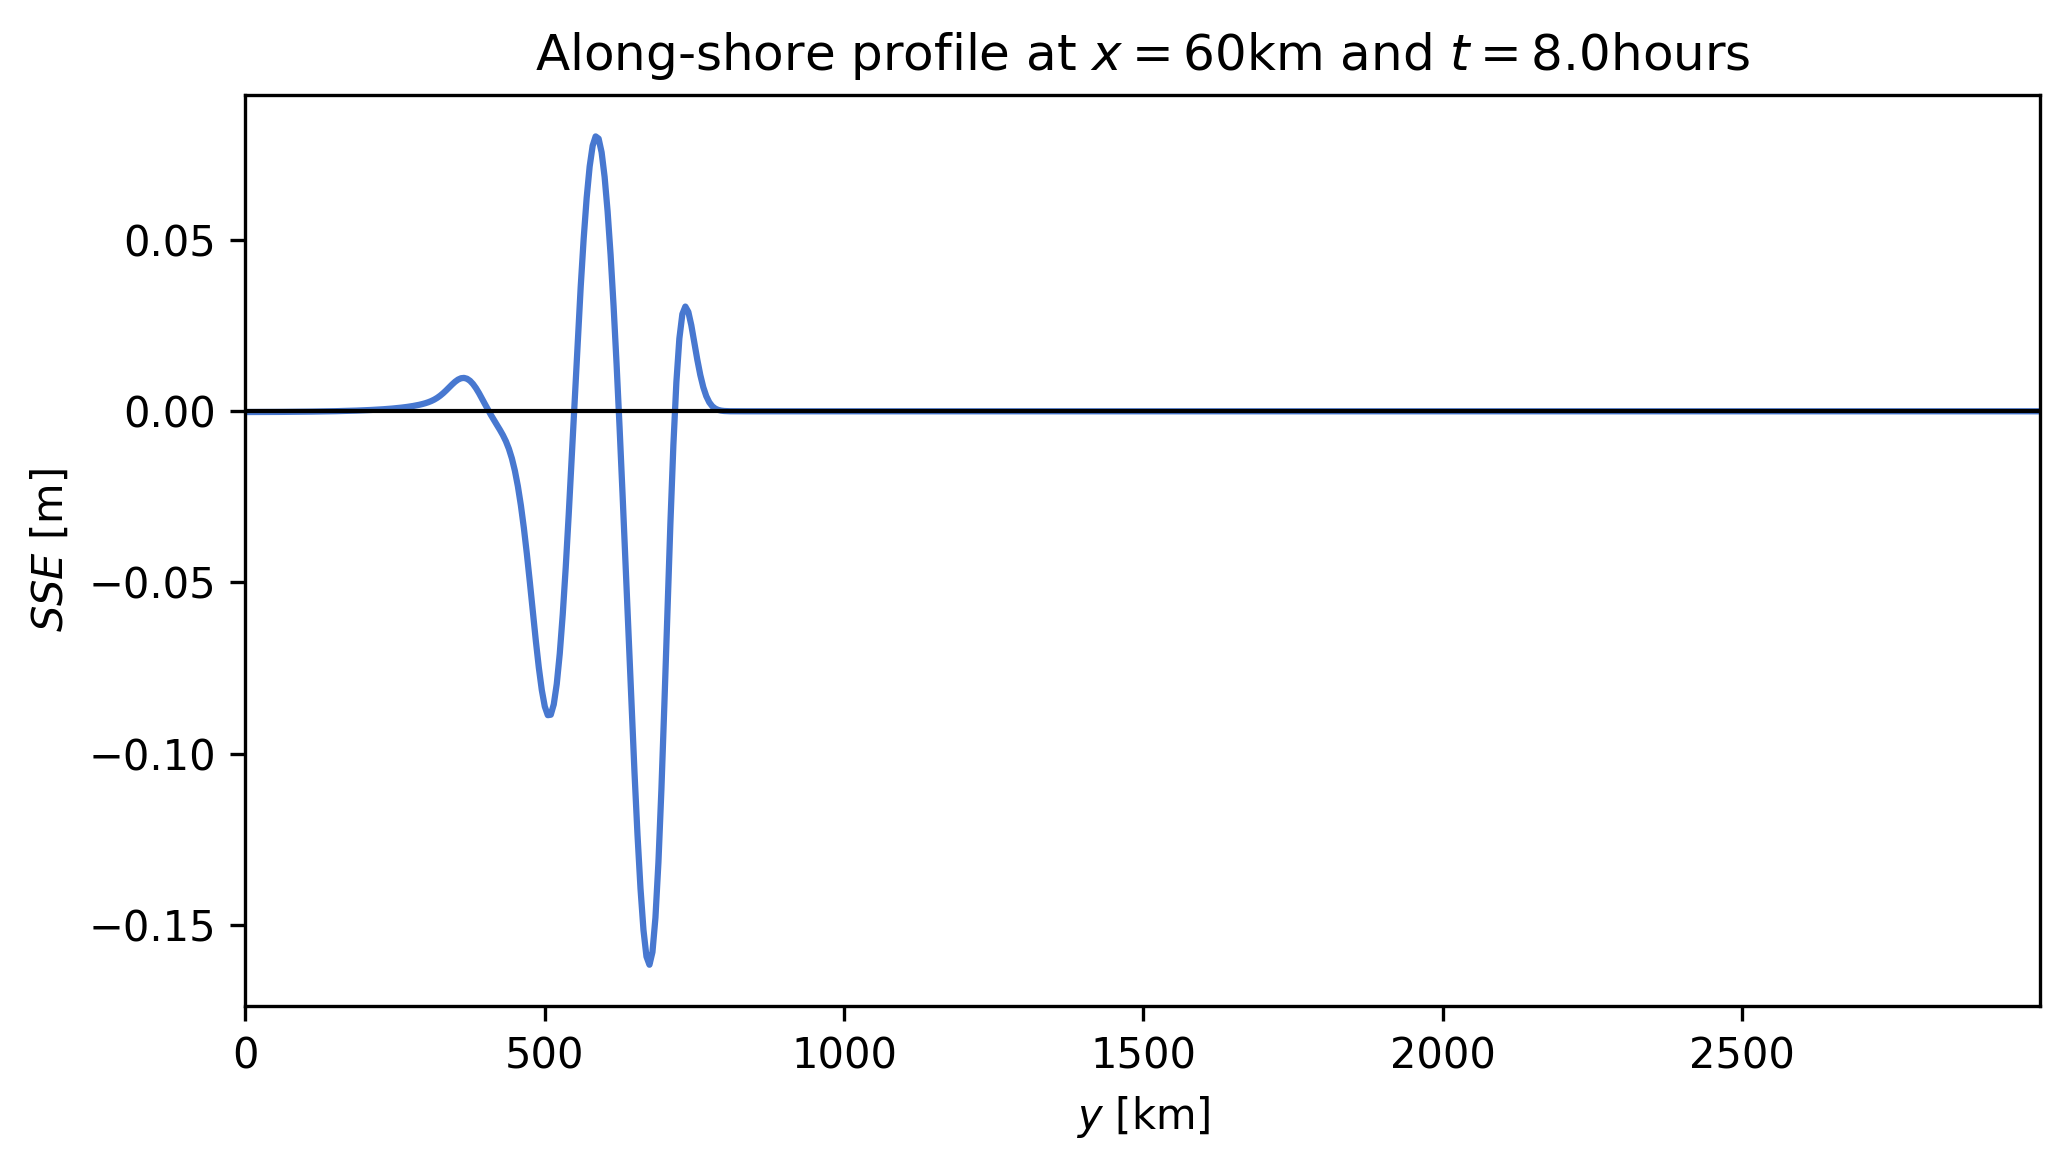 Along-shore profile at x = 60km and t = 8.0hours
SSE [m]
0.05
0.00
−0.05
−0.10
−0.15
0 500 1000 1500 2000 2500
y [km]